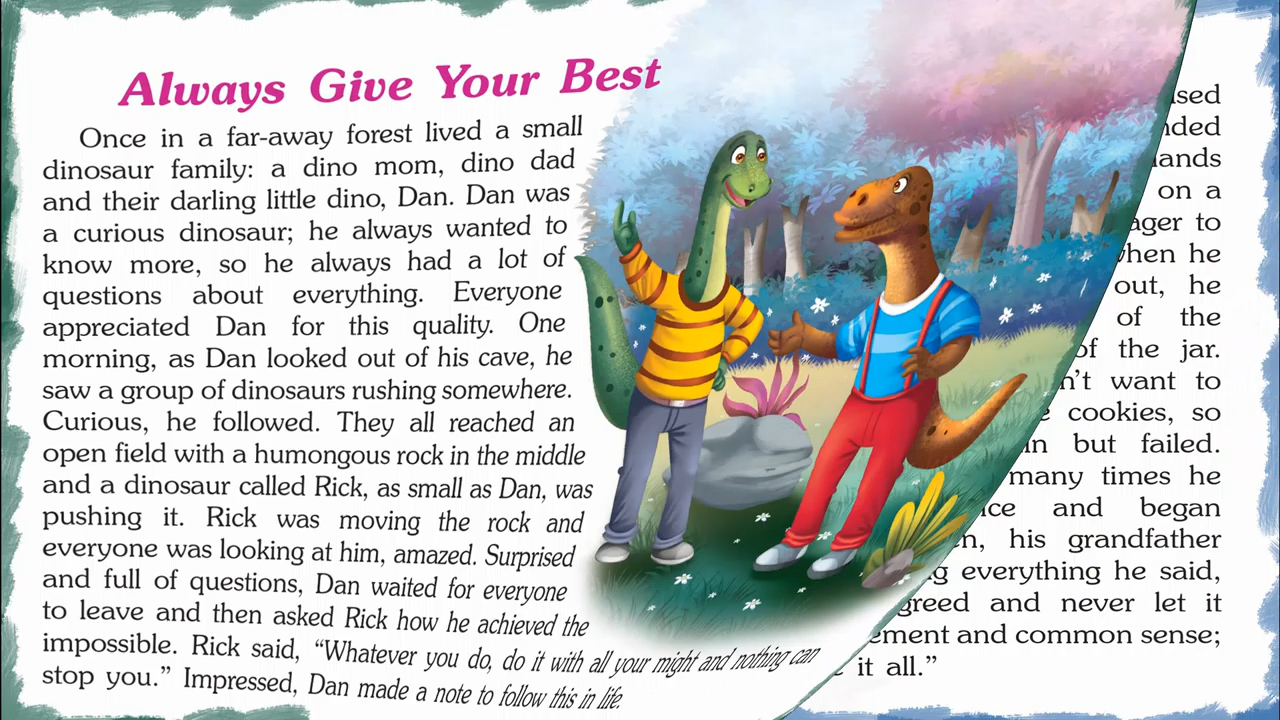 Always Give Your Best
Once in a far-away forest lived a small
dinosaur family: a dino mom, dino dad
and their darling little dino, Dan. Dan was
a curious dinosaur; he always wanted to
know more, so he always had a lot of
questions about everything. Everyone
appreciated Dan for this quality. One
morning, as Dan looked out of his cave, he
saw a group of dinosaurs rushing somewhere.
Curious, he followed. They all reached an
open field with a humongous rock in the middle
and a dinosaur called Rick, as small as Dan, was
pushing it. Rick was moving the rock and
everyone was looking at him, amazed. Surprised
and full of questions, Dan waited for everyone
to leave and then asked Rick how he achieved the
impossible. Rick said, “Whatever you do, do it with all your might and nothing can
stop you.” Impressed, Dan made a note to follow this in life.
on a
to
he
out, he
of the
of the jar.
want to
cookies, so
but failed.
many times he
and began
his grandfather
everything he said,
and never let it
and common sense;
it all.”